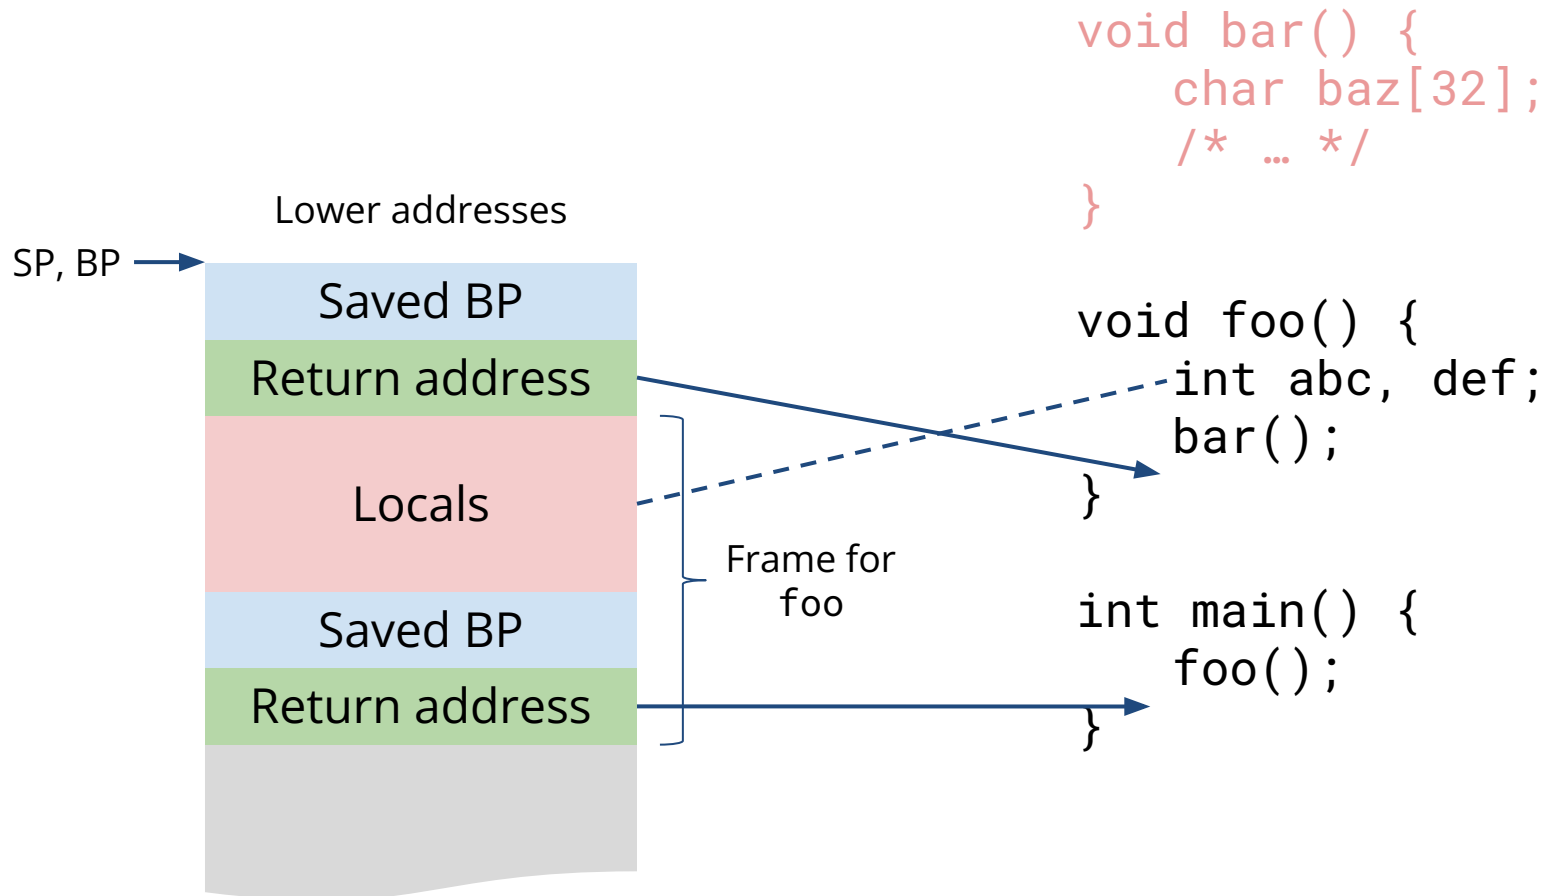 Lower addresses
SP, BP
Saved BP
Return address
Locals
Saved BP
Return address
Frame for
foo
void bar() {
    char baz[32];
    /* … */
}
void foo() {
    int abc, def;
    bar();
}
int main() {
    foo();
}